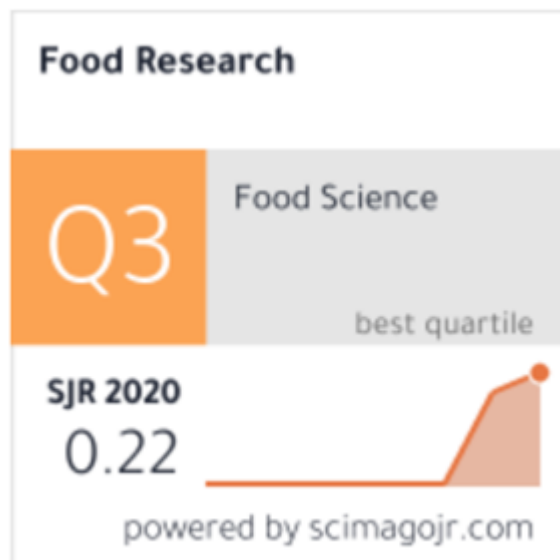 Food Research
Q3
Food Science
best quartile
SJR 2020
0.22
powered by scimagojr.com